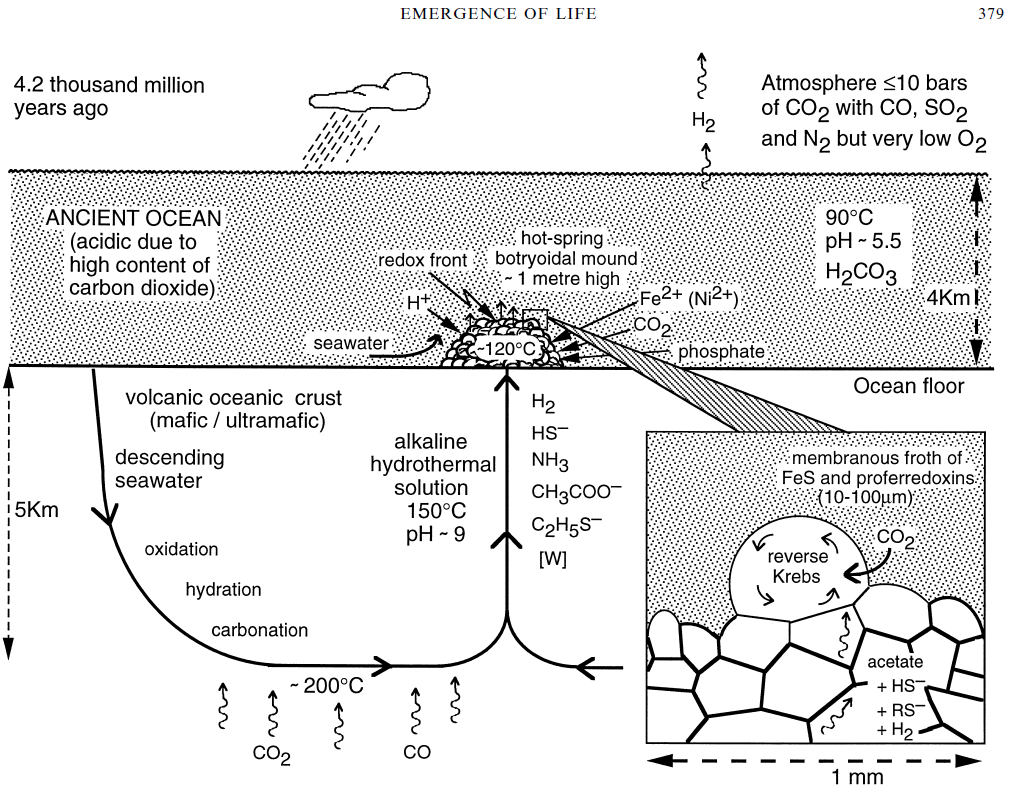 EMERGENCE OF LIFE
379
4.2 thousand million
years ago
H2
Atmosphere ≤10 bars
of CO2 with CO, SO2
and N2 but very low O2
ANCIENT OCEAN
(acidic due to
high content of
carbon dioxide)
redox front
hot-spring
botryoidal mound
~ 1 metre high
90°C
pH ~ 5.5
H2CO3
4Km
H+
Fe2+ (Ni2+)
CO2
phosphate
seawater
~120°C
Ocean floor
volcanic oceanic crust
(mafic / ultramafic)
descending
seawater
5Km
oxidation
hydration
carbonation
~ 200°C
CO2
CO
alkaline
hydrothermal
solution
150°C
pH ~ 9
H2
HS−
NH3
CH3COO−
C2H5S−
[W]
membranous froth of
FeS and proferredoxins
(10-100μm)
CO2
reverse
Krebs
acetate
+ HS−
+ RS−
+ H2
1 mm